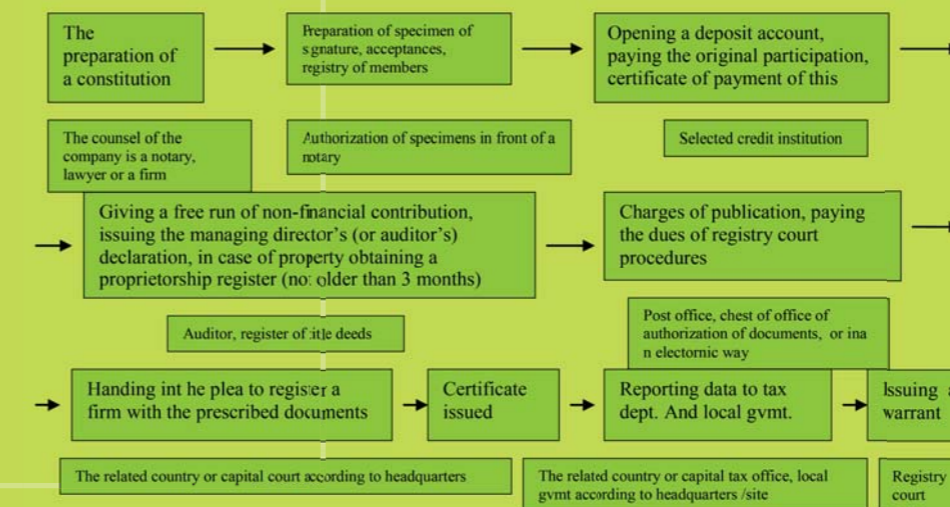 The
preparation of
a constitution
Preparation of specimen of
signature, acceptances,
registry of members
Opening a deposit account,
paying the original participation,
certificate of payment of this
The counsel of the
company is a notary,
lawyer or a firm
Authorization of specimens in front of a
notary
Selected credit institution
Giving a free run of non-financial contribution,
issuing the managing director's (or auditor's)
declaration, in case of property obtaining a
proprietorship register (not older than 3 months)
Charges of publication, paying
the dues of registry court
procedures
Auditor, register of title deeds
Post office, chest of office of
authorization of documents, or ina
n electornic way
Handing int he plea to register a
firm with the prescribed documents
Certificate
issued
Reporting data to tax
dept. And local gvmt.
Issuing
warrant
The related country or capital court according to headquarters
The related country or capital tax office, local
gvmt according to headquarters /site
Registry
court